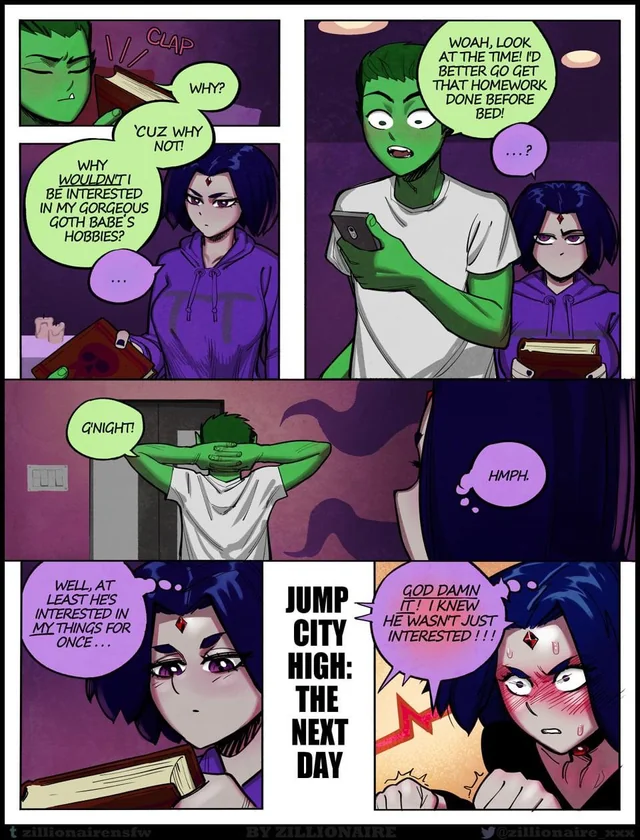 CLAP
WHY?
'CUZ WHY
NOT!
WHY
WOULDN'T I
BE INTERESTED
IN MY GORGEOUS
GOTH BABE'S
HOBBIES?
...
TT
WOAH, LOOK
AT THE TIME! I'D
BETTER GO GET
THAT HOMEWORK
DONE BEFORE
BED!
...?
G'NIGHT!
HMPH.
WELL, AT
LEAST HE'S
INTERESTED IN
MY THINGS FOR
ONCE...
JUMP
CITY
HIGH:
THE
NEXT
DAY
GOD DAMN
IT! I KNEW
HE WASN'T JUST
INTERESTED!!!
t zillionairensfw
BY ZILLIONAIRE
@zillionaire_xxx